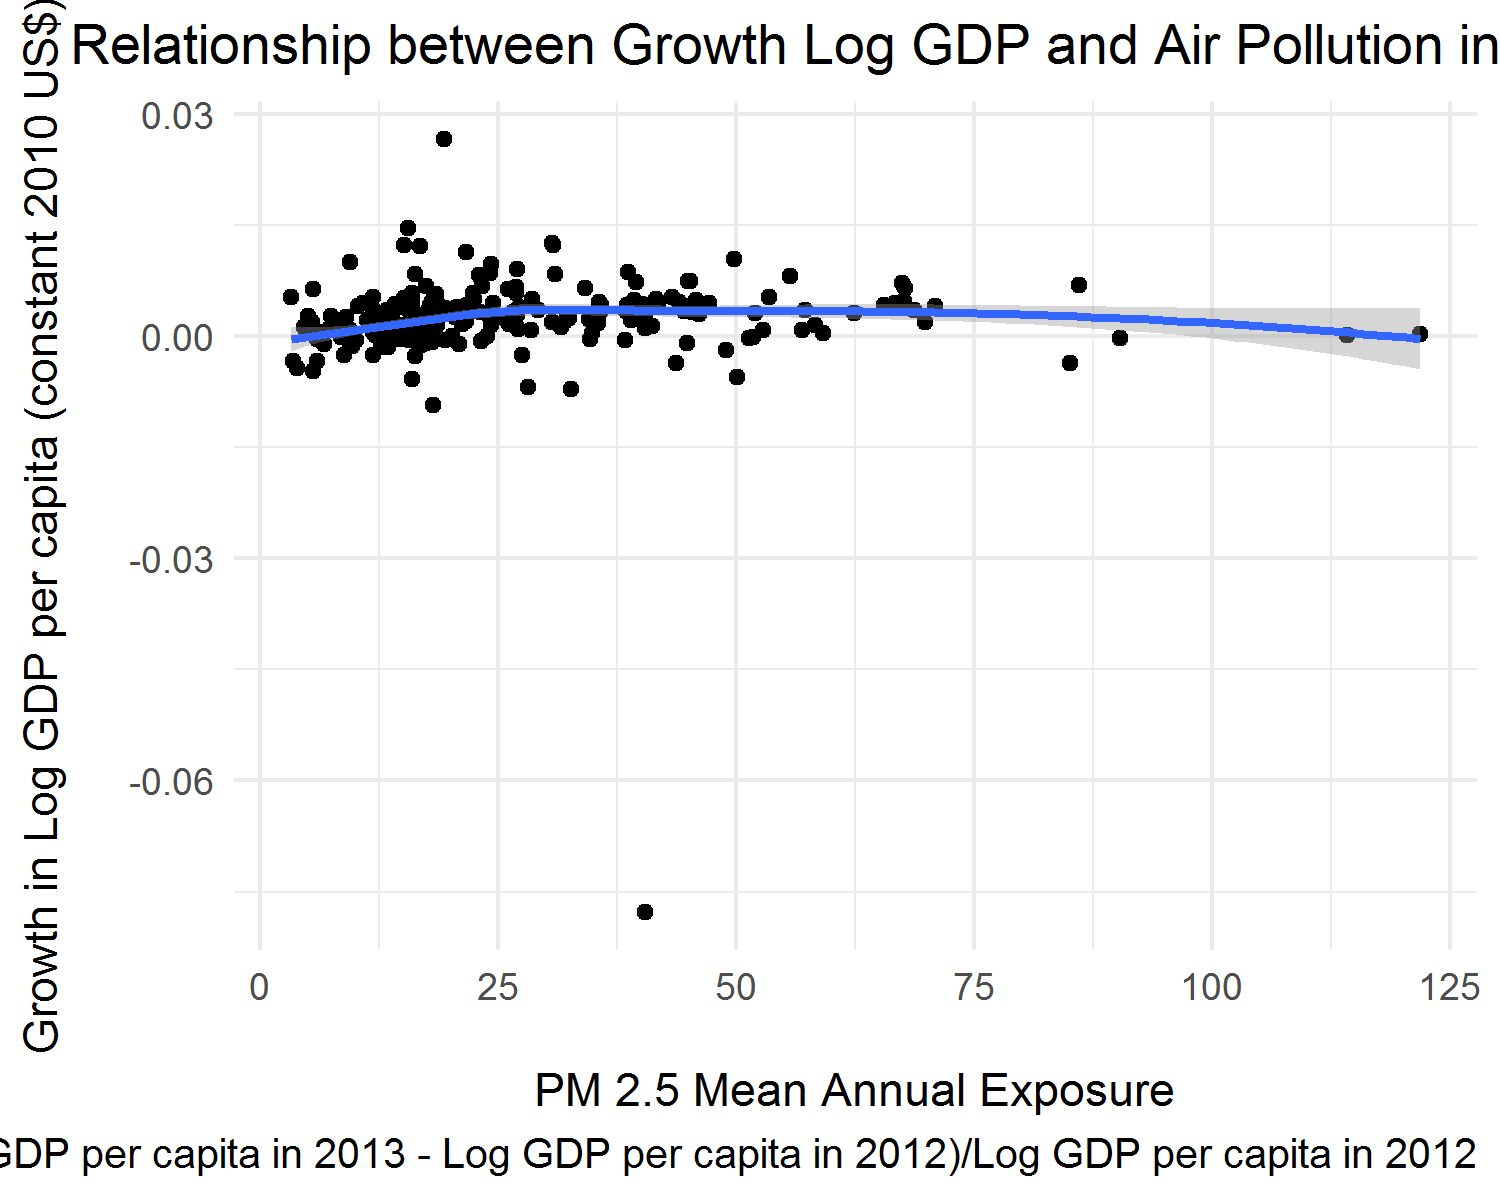 Relationship between Growth Log GDP and Air Pollution in
Growth in Log GDP per capita (constant 2010 US$)
0.03
0.00
-0.03
-0.06
0
25
50
75
100
125
PM 2.5 Mean Annual Exposure
GDP per capita in 2013 - Log GDP per capita in 2012)/Log GDP per capita in 2012